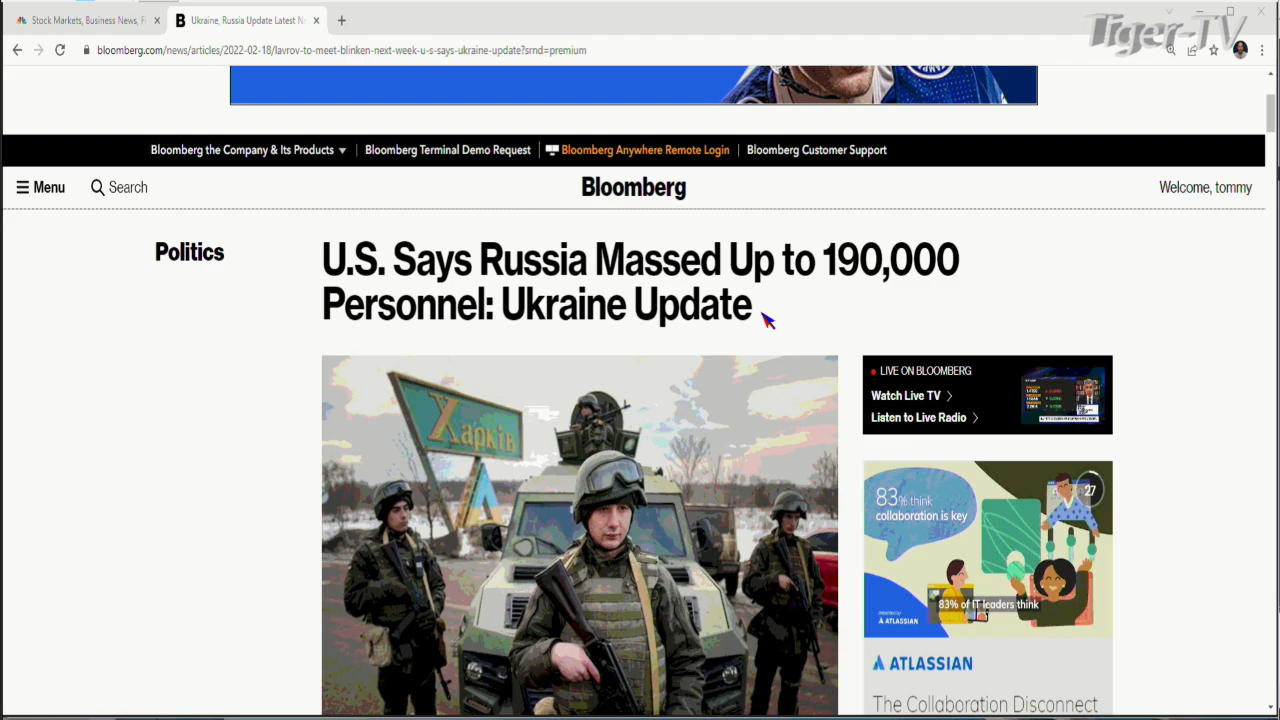 Stock Markets, Business News, Fi
Ukraine, Russia Update Latest N
Tiger-TV
bloomberg.com/news/articles/2022-02-18/lavrov-to-meet-blinken-next-week-u-s-says-ukraine-update?srnd=premium
Bloomberg the Company & Its Products
Bloomberg Terminal Demo Request
Bloomberg Anywhere Remote Login
Bloomberg Customer Support
Menu
Search
Bloomberg
Welcome, tommy
Politics
U.S. Says Russia Massed Up to 190,000
Personnel: Ukraine Update
Харків
LIVE ON BLOOMBERG
Watch Live TV
Listen to Live Radio
83% think
collaboration is key
27
83% of IT leaders think
ATLASSIAN
ATLASSIAN
The Collaboration Disconnect